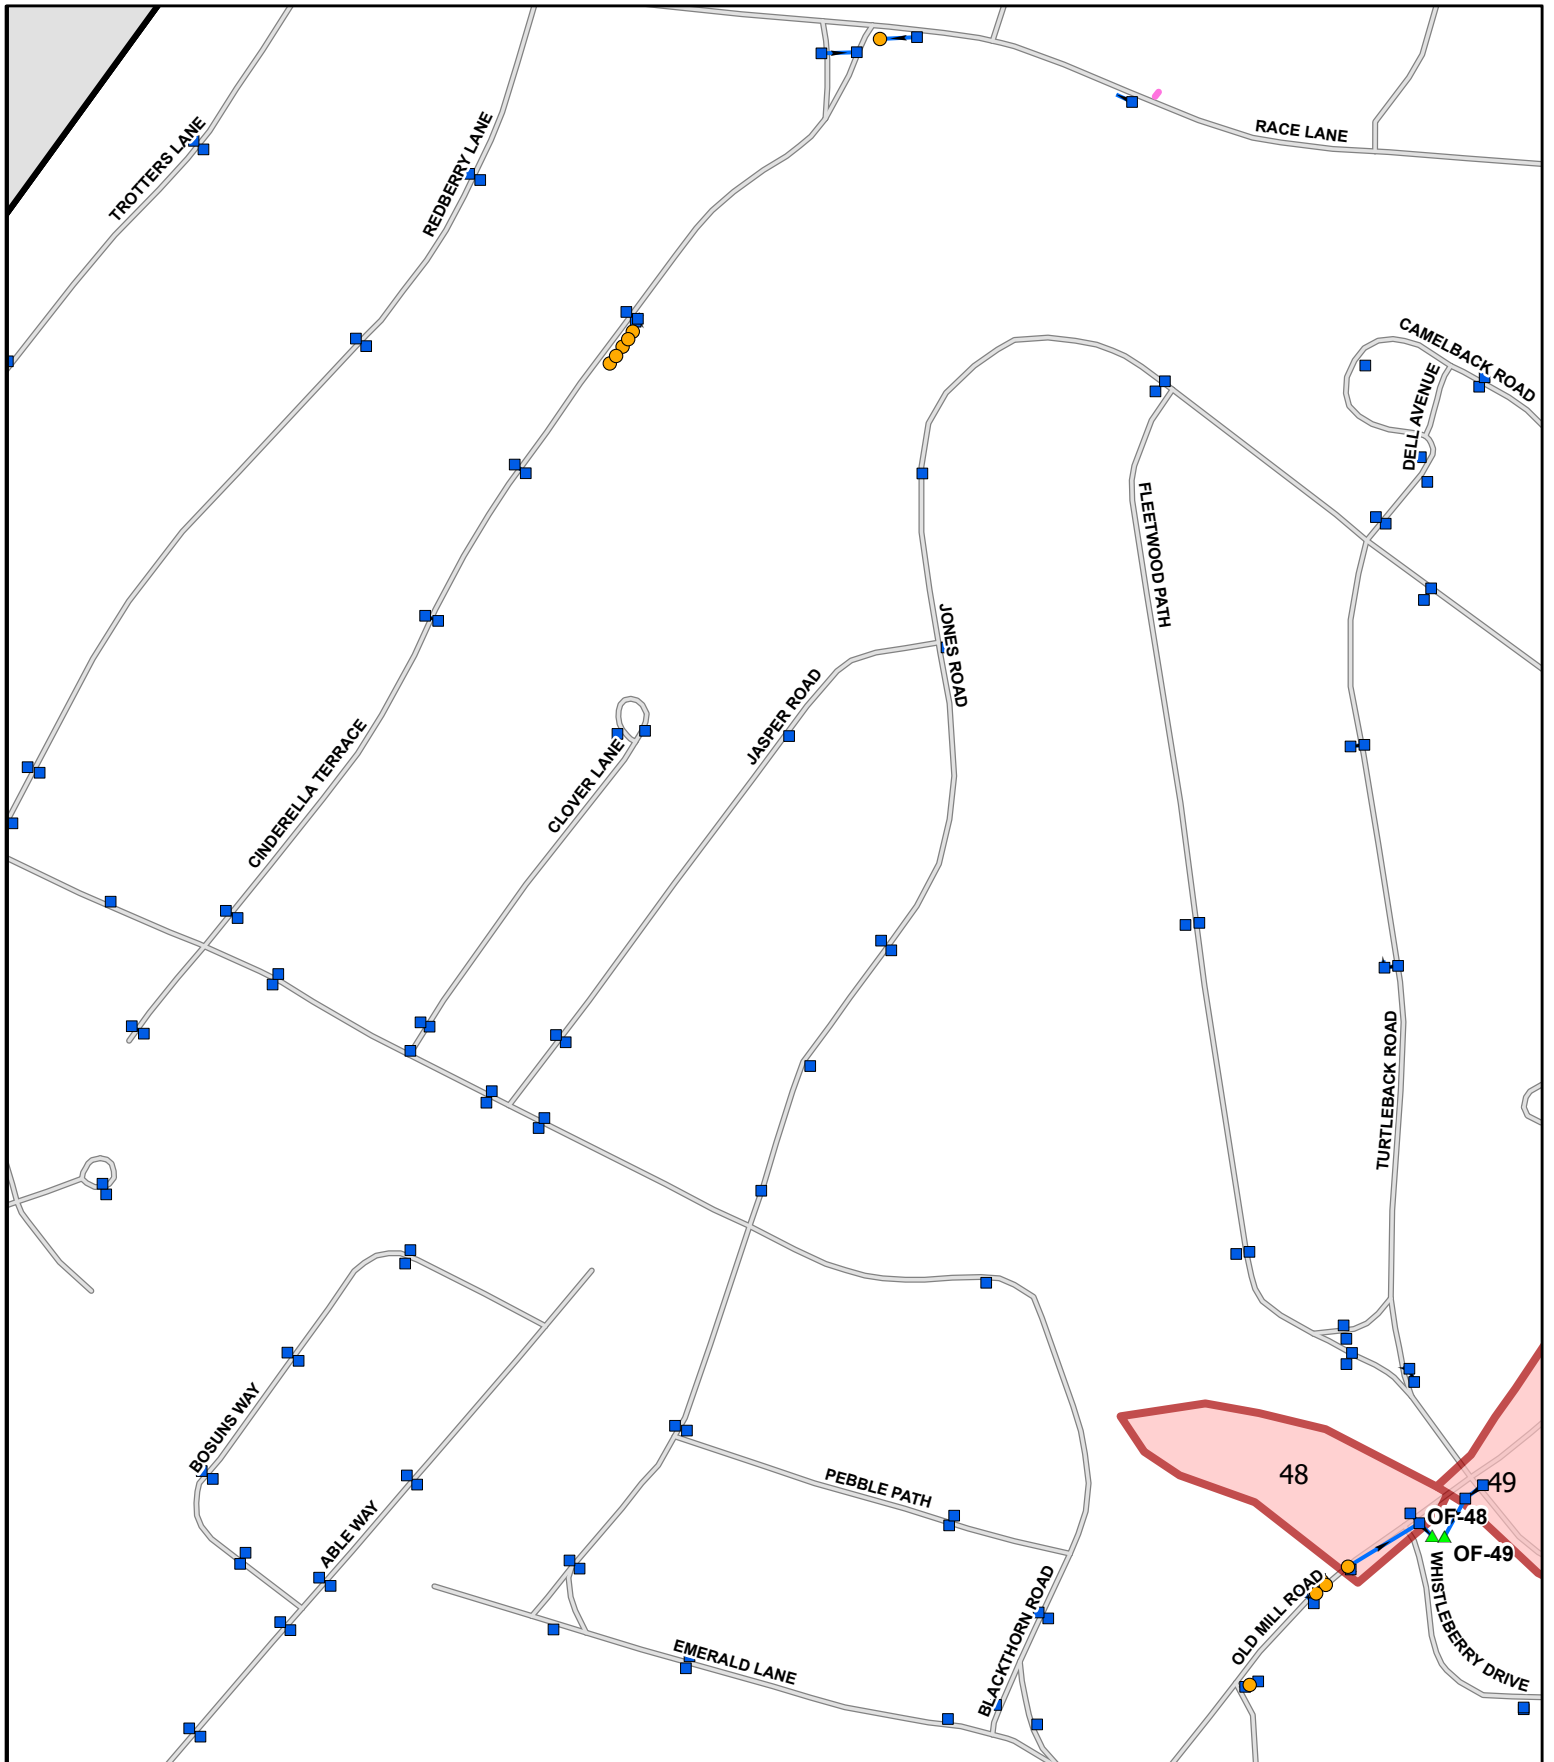 TROTTERS LANE
REDBERRY LANE
RACE LANE
CAMELBACK ROAD
DELL AVENUE
FLEETWOOD PATH
JONES ROAD
JASPER ROAD
CLOVER LANE
CINDERELLA TERRACE
TURTLEBACK ROAD
BOSUNS WAY
ABLE WAY
PEBBLE PATH
48
49
OF-48
OF-49
OLD MILL ROAD
WHISTLEBERRY DRIVE
BLACKTHORN ROAD
EMERALD LANE